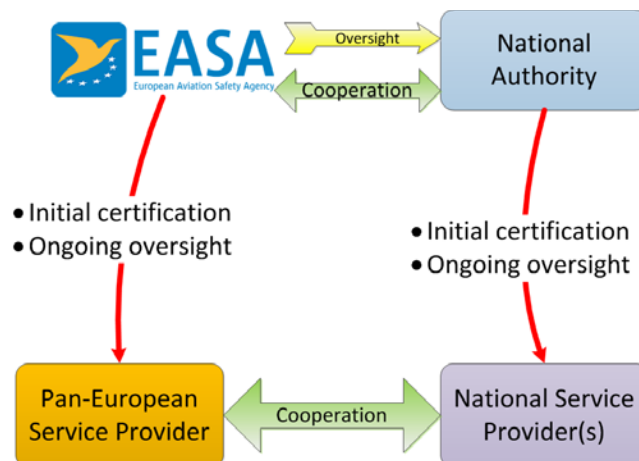 EASA
European Aviation Safety Agency
Oversight
Cooperation
National
Authority
• Initial certification
• Ongoing oversight
• Initial certification
• Ongoing oversight
Pan-European
Service Provider
Cooperation
National Service
Provider(s)